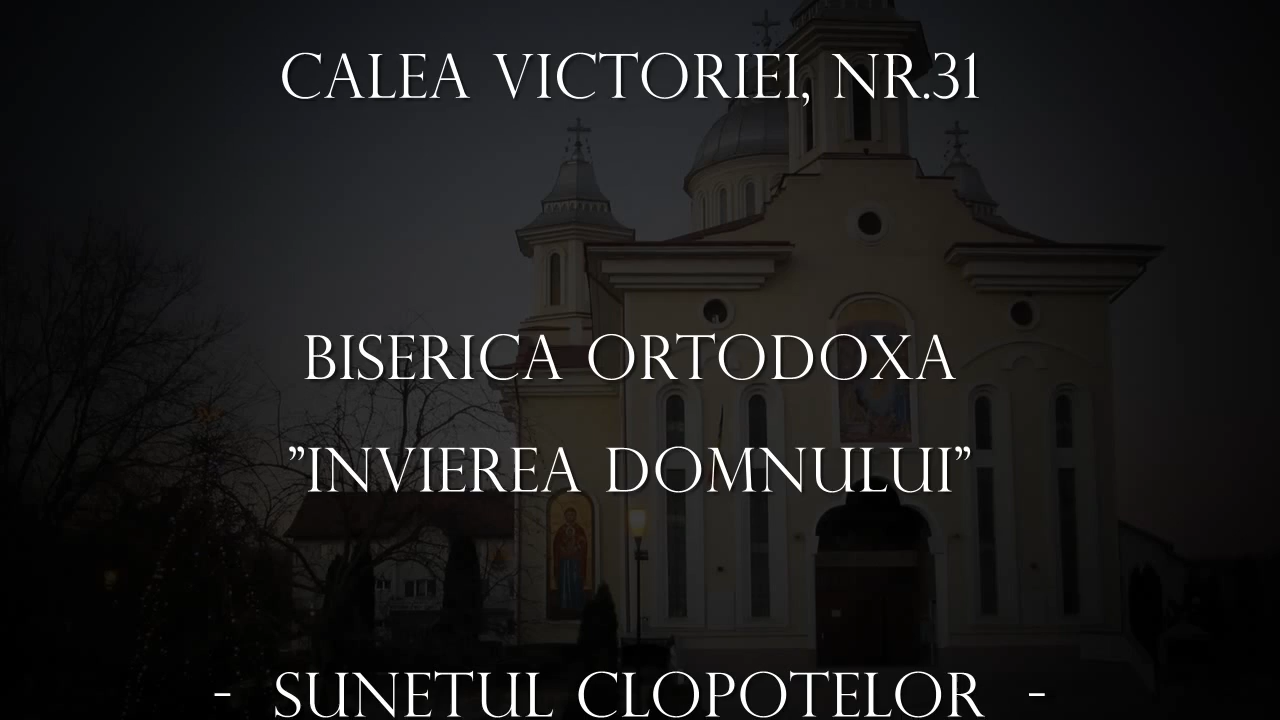 CALEA VICTORIEI, NR.31
BISERICA ORTODOXA
"INVIEREA DOMNULUI"
- SUNETUL CLOPOTELOR -